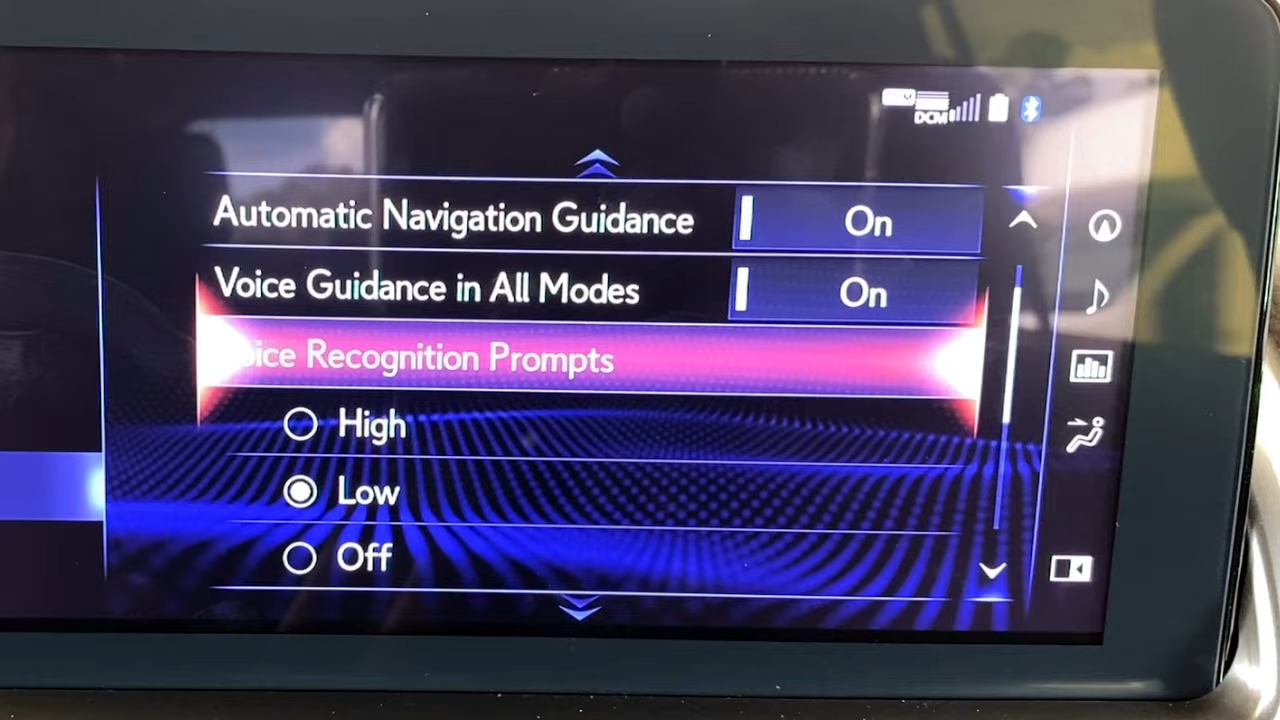 DCM
Automatic Navigation Guidance On
Voice Guidance in All Modes On
Voice Recognition Prompts
High
Low
Off